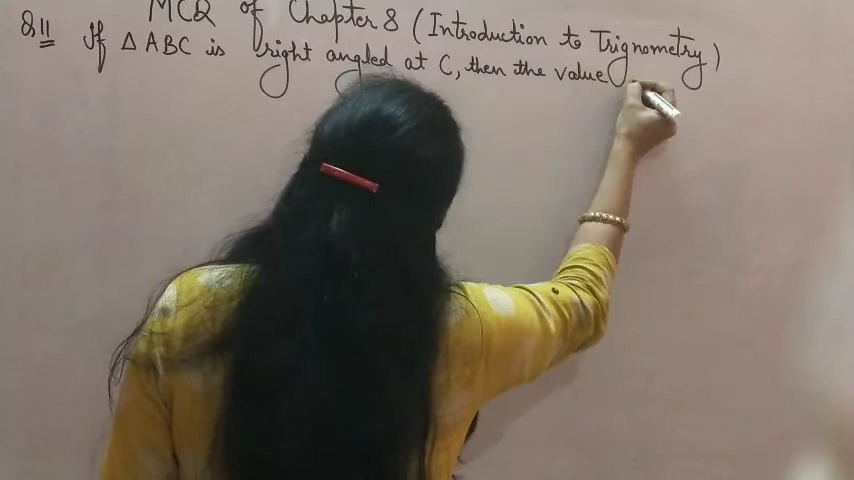 MCQ of Chapter 8 (Introduction to Trignometry)
Q11 If △ ABC is right angled at C, then the value